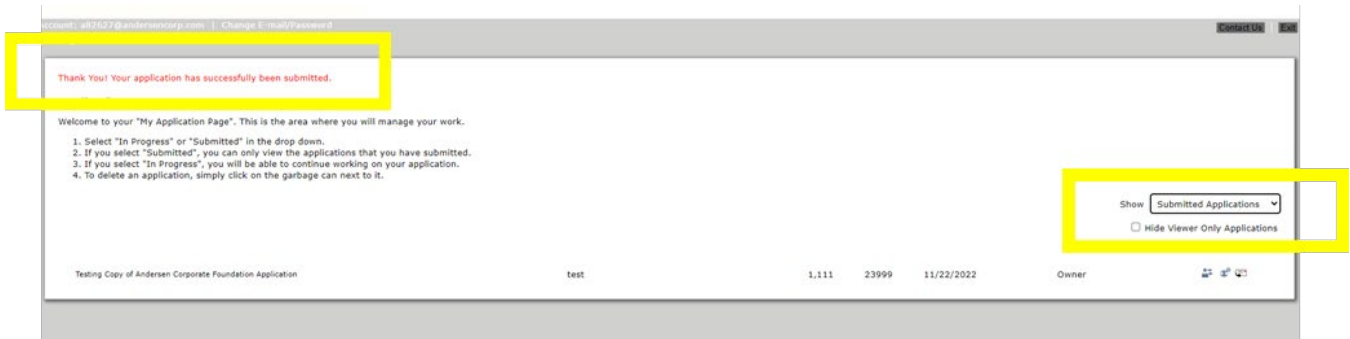 account: a82627@andersencorp.com | Change E-mail/Password
Contact Us Exit
Thank You! Your application has successfully been submitted.
Welcome to your "My Application Page". This is the area where you will manage your work.
1. Select "In Progress" or "Submitted" in the drop down.
2. If you select "Submitted", you can only view the applications that you have submitted.
3. If you select "In Progress", you will be able to continue working on your application.
4. To delete an application, simply click on the garbage can next to it.
Show Submitted Applications
Hide Viewer Only Applications
Testing Copy of Andersen Corporate Foundation Application test 1,111 23999 11/22/2022 Owner